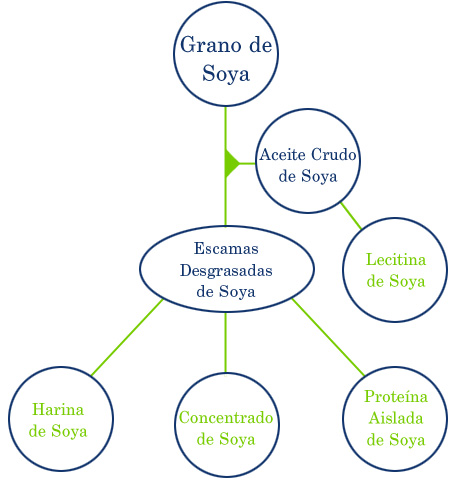 Grano de
Soya
Aceite Crudo
de Soya
Escamas
Desgrasadas
de Soya
Lecitina
de Soya
Harina
de Soya
Concentrado
de Soya
Proteína
Aislada
de Soya